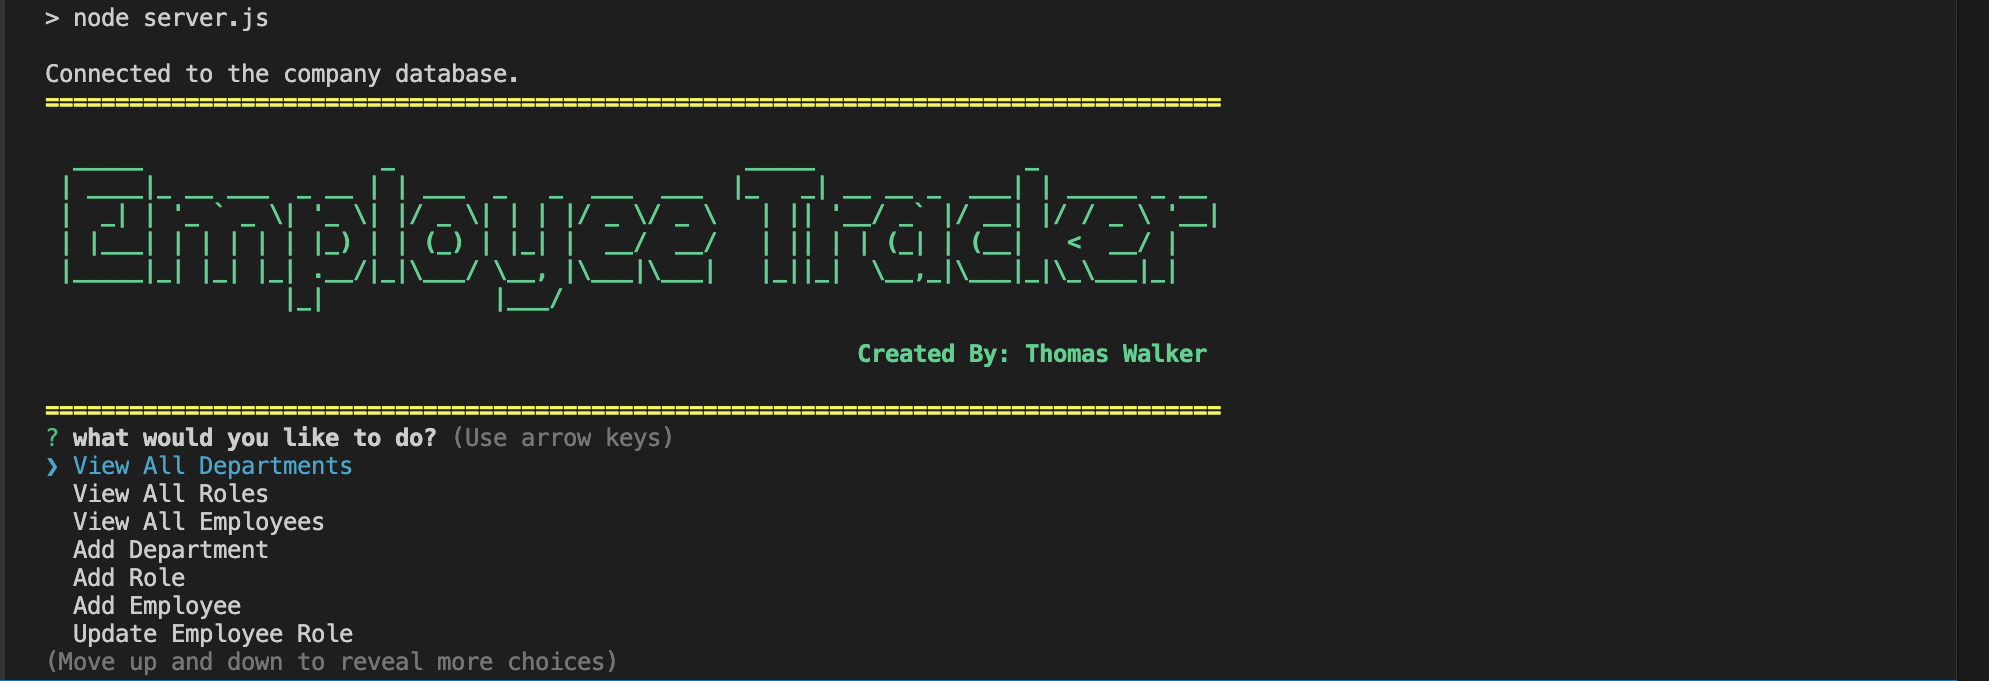 > node server.js
Connected to the company database.
====================================================================================
Employee Tracker
Created By: Thomas Walker
====================================================================================
? what would you like to do? (Use arrow keys)
❯ View All Departments
View All Roles
View All Employees
Add Department
Add Role
Add Employee
Update Employee Role
(Move up and down to reveal more choices)